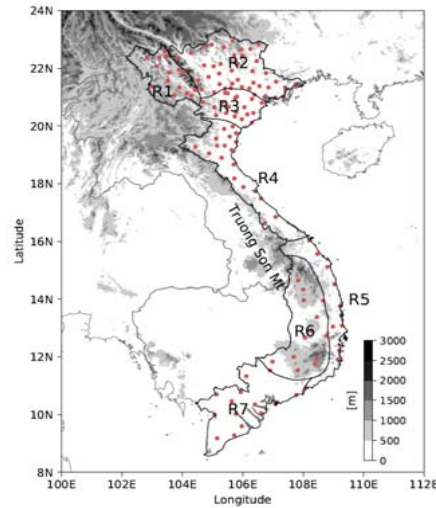 24N
22N
20N
18N
16N
14N
12N
10N
8N
Latitude
R1
R2
R3
R4
Truong Son Mt
R5
R6
R7
3000
2500
2000
1500
1000
500
0
[m]
100E
102E
104E
106E
108E
110E
112E
Longitude